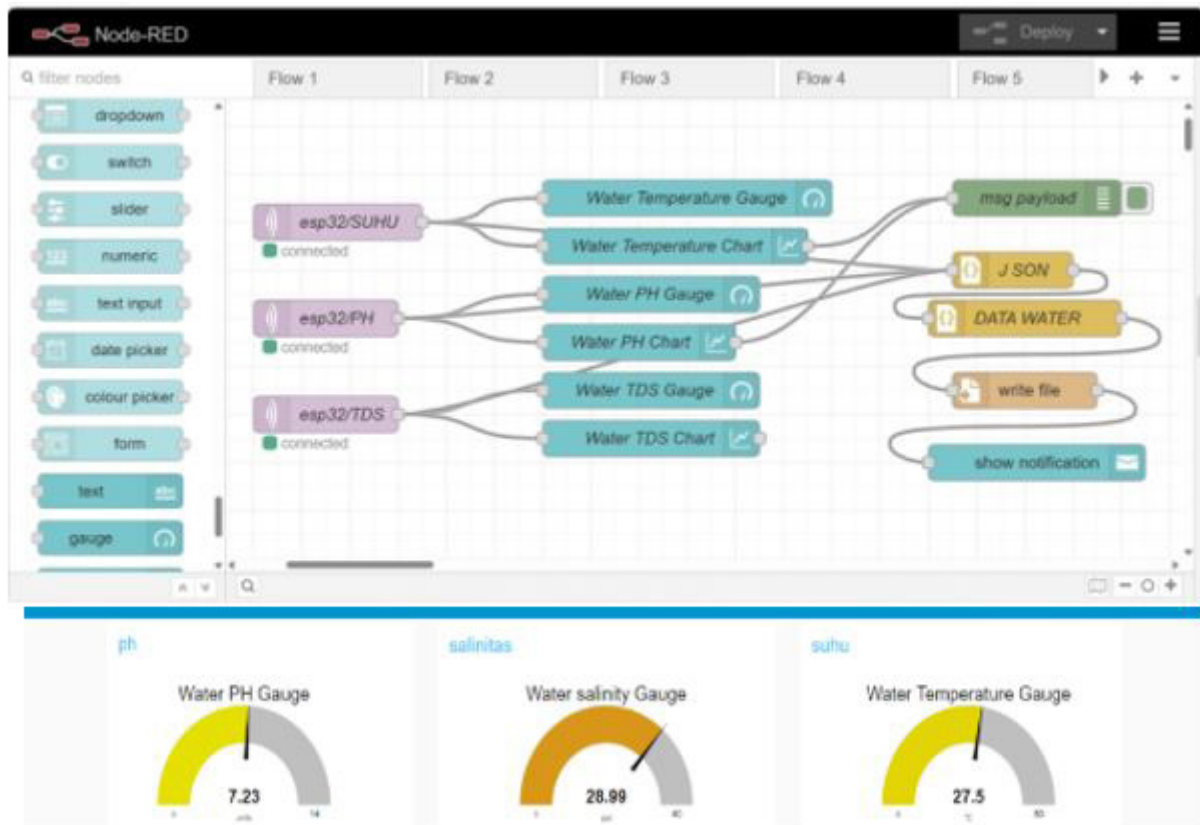 Node-RED
Deploy
filter nodes
Flow 1
Flow 2
Flow 3
Flow 4
Flow 5
dropdown
switch
slider
numeric
text input
date picker
colour picker
form
text
abc
gauge
esp32/SUHU
connected
esp32/PH
connected
esp32/TDS
connected
Water Temperature Gauge
Water Temperature Chart
Water PH Gauge
Water PH Chart
Water TDS Gauge
Water TDS Chart
msg payload
J SON
DATA WATER
write file
show notification
ph
salinitas
suhu
Water PH Gauge
7.23
14
Water salinity Gauge
28.99
40
Water Temperature Gauge
27.5
°C